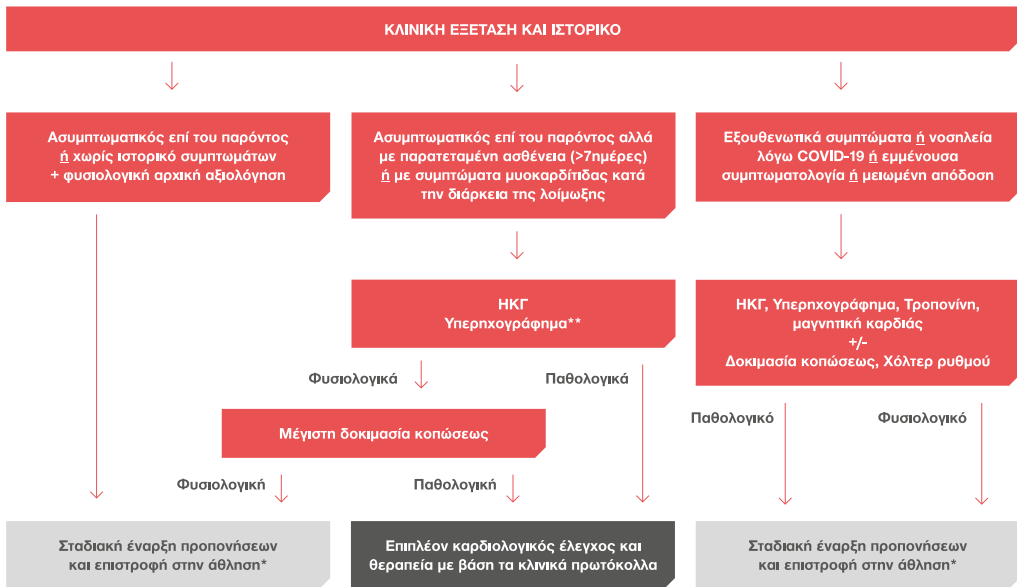 ΚΛΙΝΙΚΗ ΕΞΕΤΑΣΗ ΚΑΙ ΙΣΤΟΡΙΚΟ
Ασυμπτωματικός επί του παρόντος
ή χωρίς ιστορικό συμπτωμάτων
+ φυσιολογική αρχική αξιολόγηση
Ασυμπτωματικός επί του παρόντος αλλά
με παρατεταμένη ασθένεια (>7ημέρες)
ή με συμπτώματα μυοκαρδίτιδας κατά
την διάρκεια της λοίμωξης
Εξουθενωτικά συμπτώματα ή νοσηλεία
λόγω COVID-19 ή εμμένουσα
συμπτωματολογία ή μειωμένη απόδοση
ΗΚΓ
Υπερηχογράφημα**
ΗΚΓ, Υπερηχογράφημα, Τροπονίνη,
μαγνητική καρδιάς
+/-
Δοκιμασία κοπώσεως, Χόλτερ ρυθμού
Φυσιολογικά
Παθολογικά
Μέγιστη δοκιμασία κοπώσεως
Παθολογικό
Φυσιολογικό
Φυσιολογική
Παθολογική
Σταδιακή έναρξη προπονήσεων
και επιστροφή στην άθληση*
Επιπλέον καρδιολογικός έλεγχος και
θεραπεία με βάση τα κλινικά πρωτόκολλα
Σταδιακή έναρξη προπονήσεων
και επιστροφή στην άθληση*